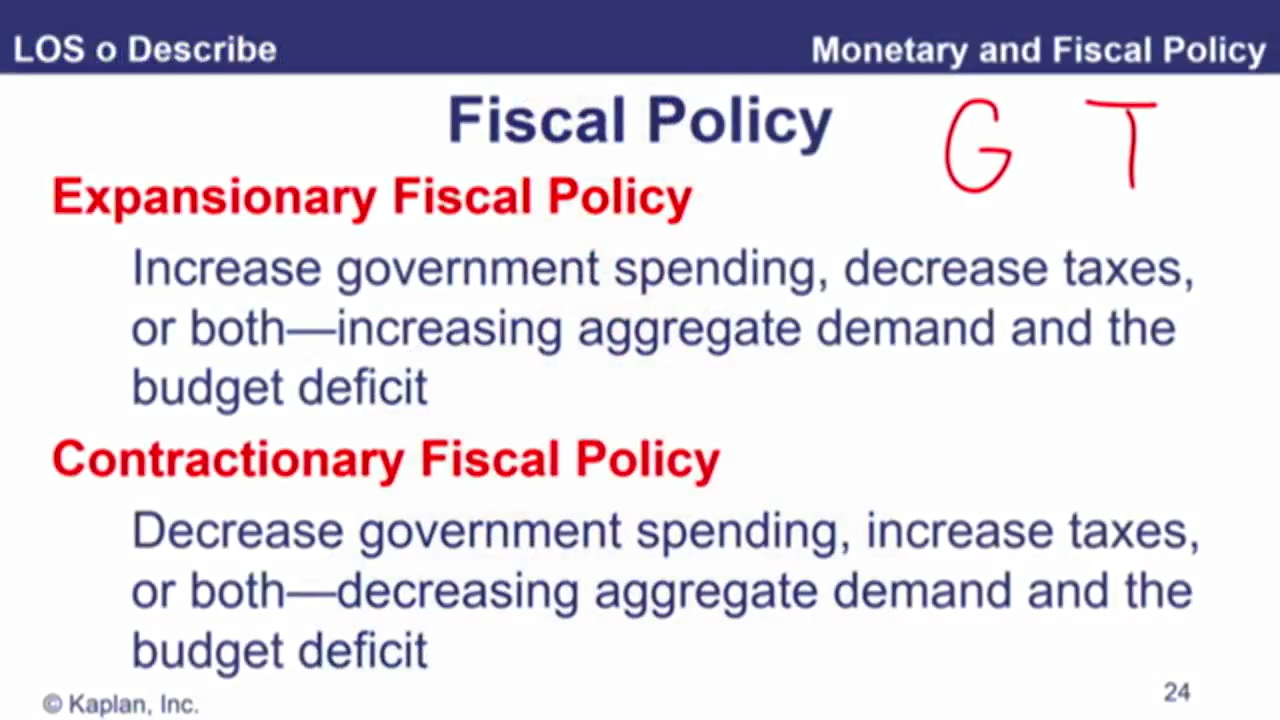 LOS o Describe
Monetary and Fiscal Policy
Fiscal Policy
G T
Expansionary Fiscal Policy
Increase government spending, decrease taxes,
or both—increasing aggregate demand and the
budget deficit
Contractionary Fiscal Policy
Decrease government spending, increase taxes,
or both—decreasing aggregate demand and the
budget deficit
© Kaplan, Inc.
24